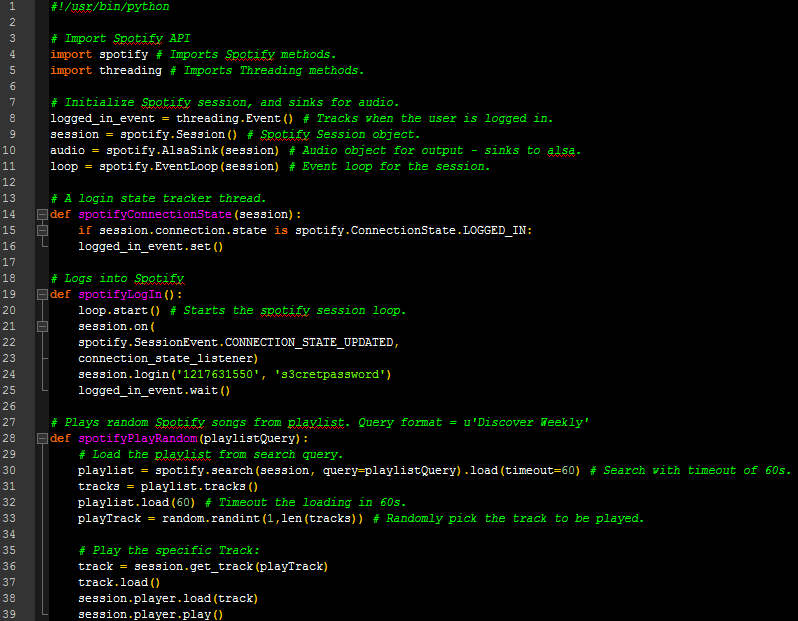 1 #!/usr/bin/python
2
3 # Import Spotify API
4 import spotify # Imports Spotify methods.
5 import threading # Imports Threading methods.
6
7 # Initialize Spotify session, and sinks for audio.
8 logged_in_event = threading.Event() # Tracks when the user is logged in.
9 session = spotify.Session() # Spotify Session object.
10 audio = spotify.AlsaSink(session) # Audio object for output - sinks to alsa.
11 loop = spotify.EventLoop(session) # Event loop for the session.
12
13 # A login state tracker thread.
14 def spotifyConnectionState(session):
15     if session.connection.state is spotify.ConnectionState.LOGGED_IN:
16     logged_in_event.set()
17
18 # Logs into Spotify
19 def spotifyLogIn():
20     loop.start() # Starts the spotify session loop.
21     session.on(
22     spotify.SessionEvent.CONNECTION_STATE_UPDATED,
23     connection_state_listener)
24     session.login('1217631550', 's3cretpassword')
25     logged_in_event.wait()
26
27 # Plays random Spotify songs from playlist. Query format = u'Discover Weekly'
28 def spotifyPlayRandom(playlistQuery):
29     # Load the playlist from search query.
30     playlist = spotify.search(session, query=playlistQuery).load(timeout=60) # Search with timeout of 60s.
31     tracks = playlist.tracks()
32     playlist.load(60) # Timeout the loading in 60s.
33     playTrack = random.randint(1,len(tracks)) # Randomly pick the track to be played.
34
35     # Play the specific Track:
36     track = session.get_track(playTrack)
37     track.load()
38     session.player.load(track)
39     session.player.play()